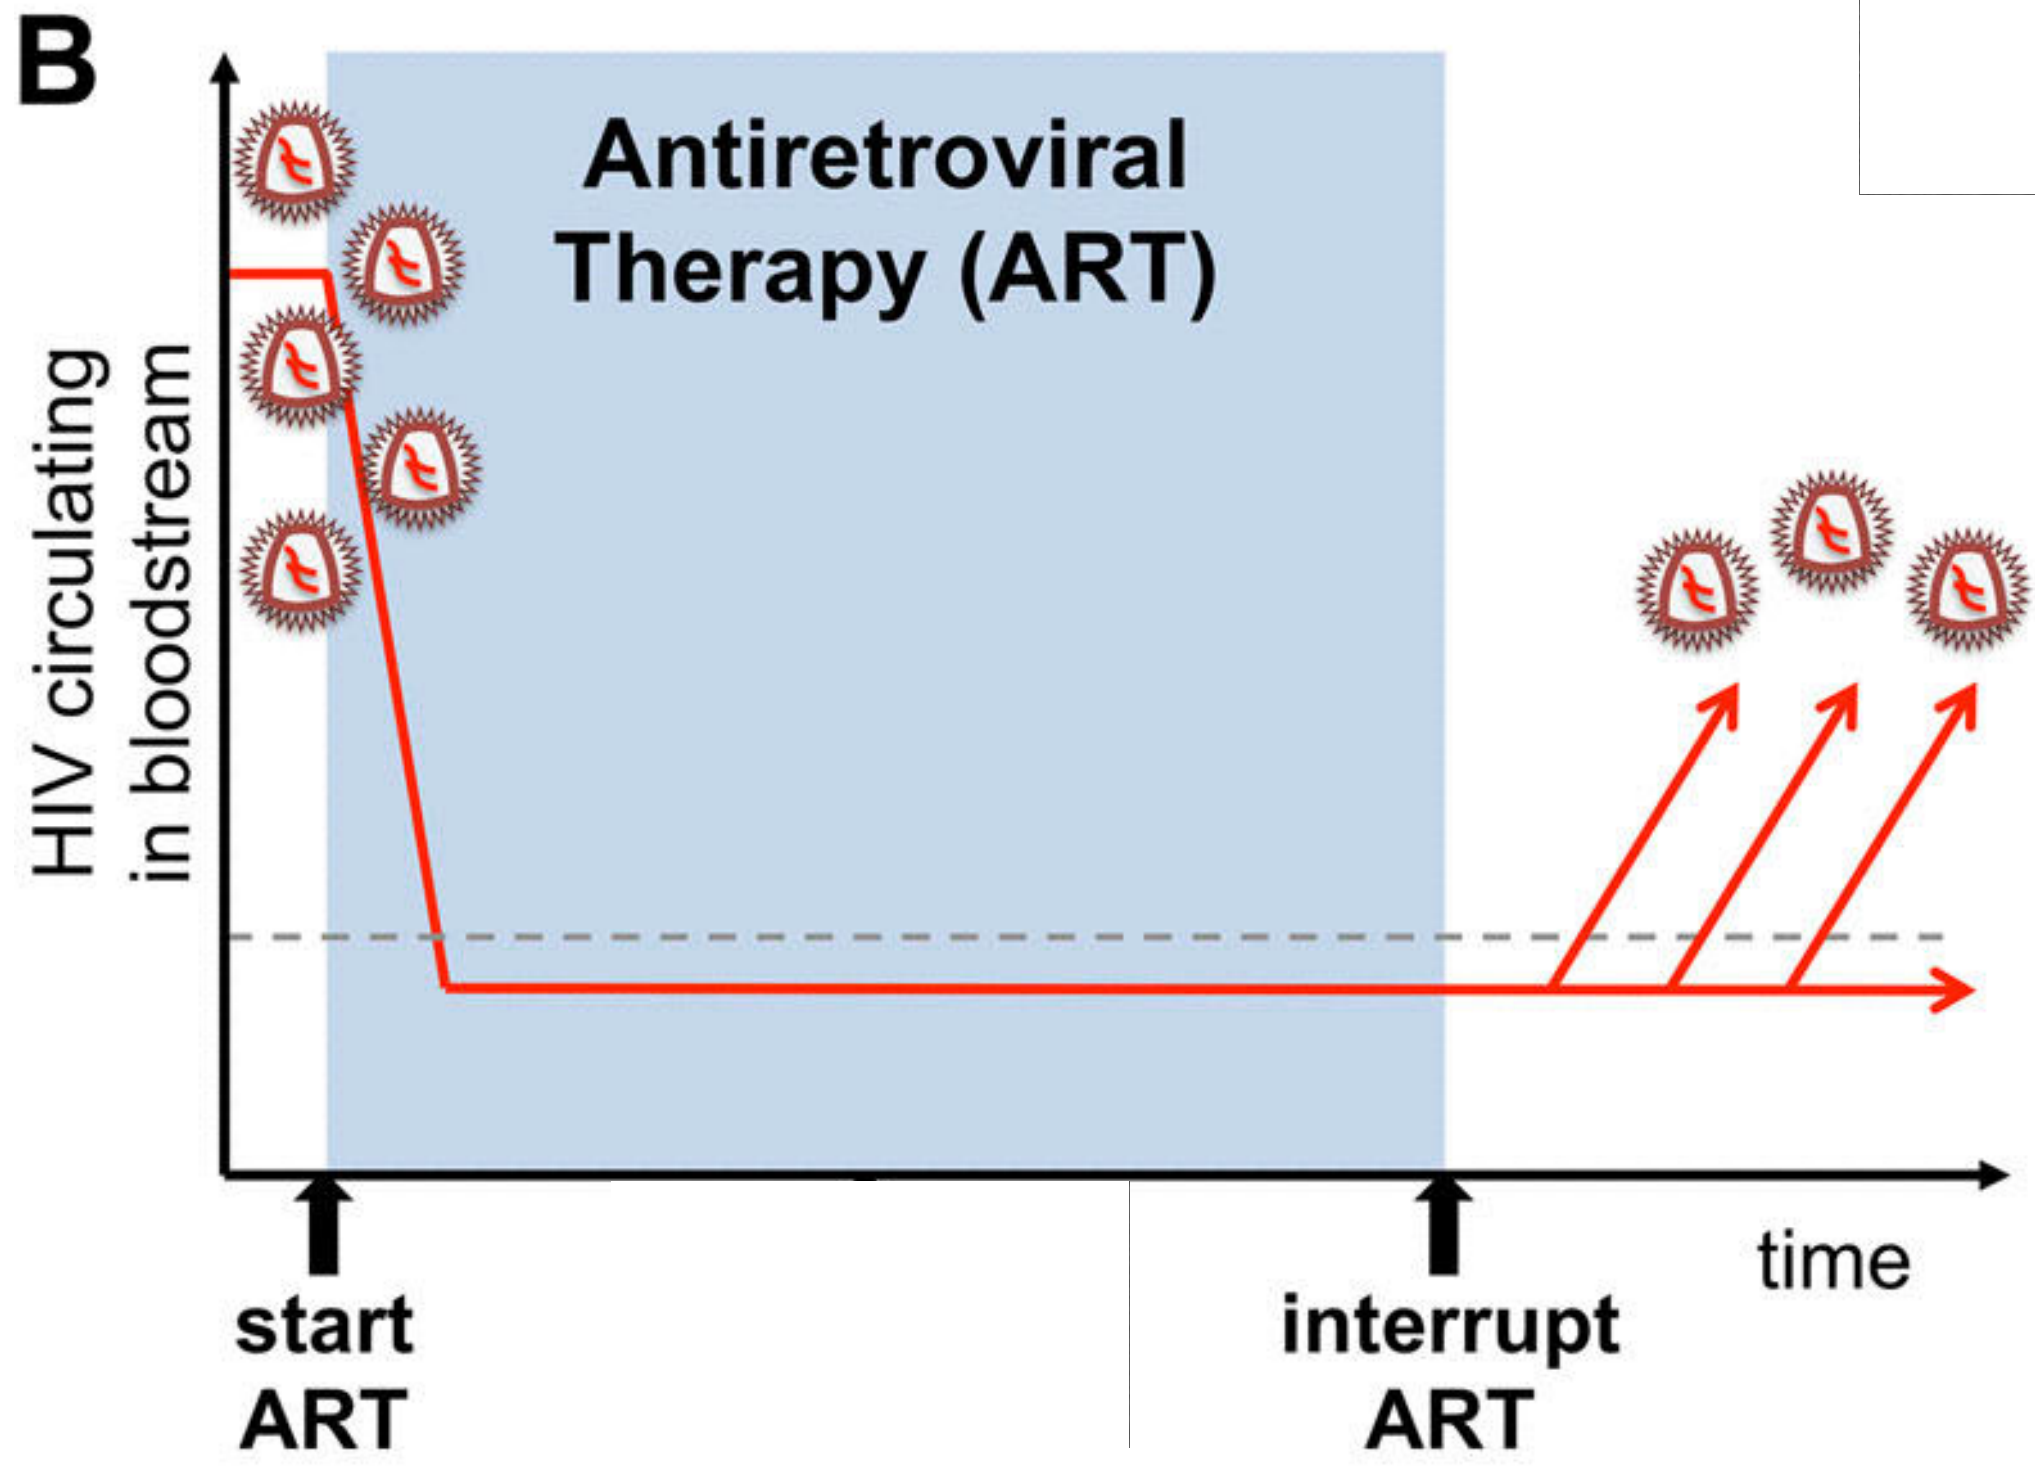 B
Antiretroviral
Therapy (ART)
HIV circulating
in bloodstream
time
start
ART
interrupt
ART